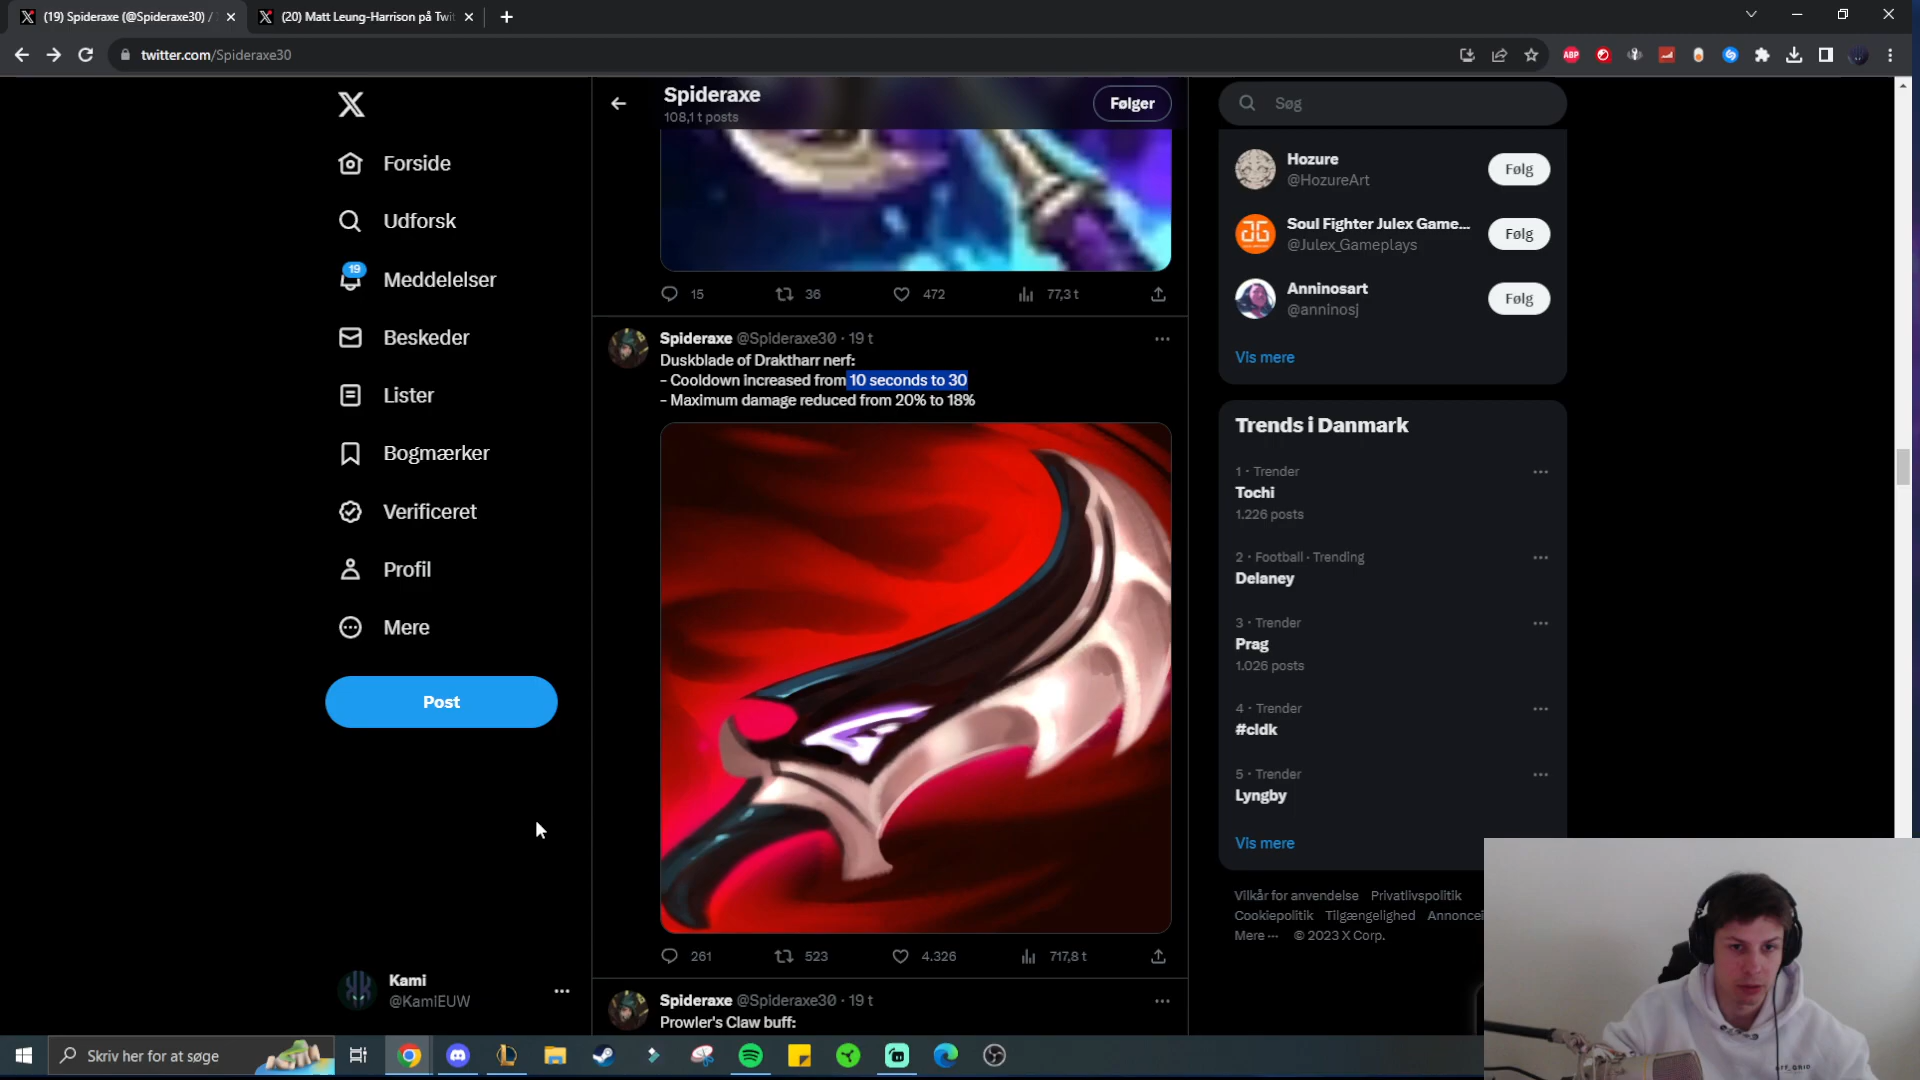 (19) Spideraxe (@Spideraxe30) /
(20) Matt Leung-Harrison på Twit
twitter.com/Spideraxe30
ABP
Spideraxe
108,1 t posts
Følger
Søg
Forside
Udforsk
19
Meddelelser
Beskeder
Lister
Bogmærker
Verificeret
Profil
Mere
Post
Kami
@KamiEUW
15
36
472
77,3 t
Spideraxe @Spideraxe30 · 19 t
Duskblade of Draktharr nerf:
- Cooldown increased from 10 seconds to 30
- Maximum damage reduced from 20% to 18%
261
523
4.326
717,8 t
Spideraxe @Spideraxe30 · 19 t
Prowler's Claw buff:
Hozure
@HozureArt
Følg
Soul Fighter Julex Game...
@Julex_Gameplays
Følg
Anninosart
@anninosj
Følg
Vis mere
Trends i Danmark
1 · Trender
Tochi
1.226 posts
2 · Football · Trending
Delaney
3 · Trender
Prag
1.026 posts
4 · Trender
#cldk
5 · Trender
Lyngby
Vis mere
Vilkår for anvendelse Privatlivspolitik
Cookiepolitik Tilgængelighed Annoncei
Mere ··· © 2023 X Corp.
Skriv her for at søge
OFF_GRID